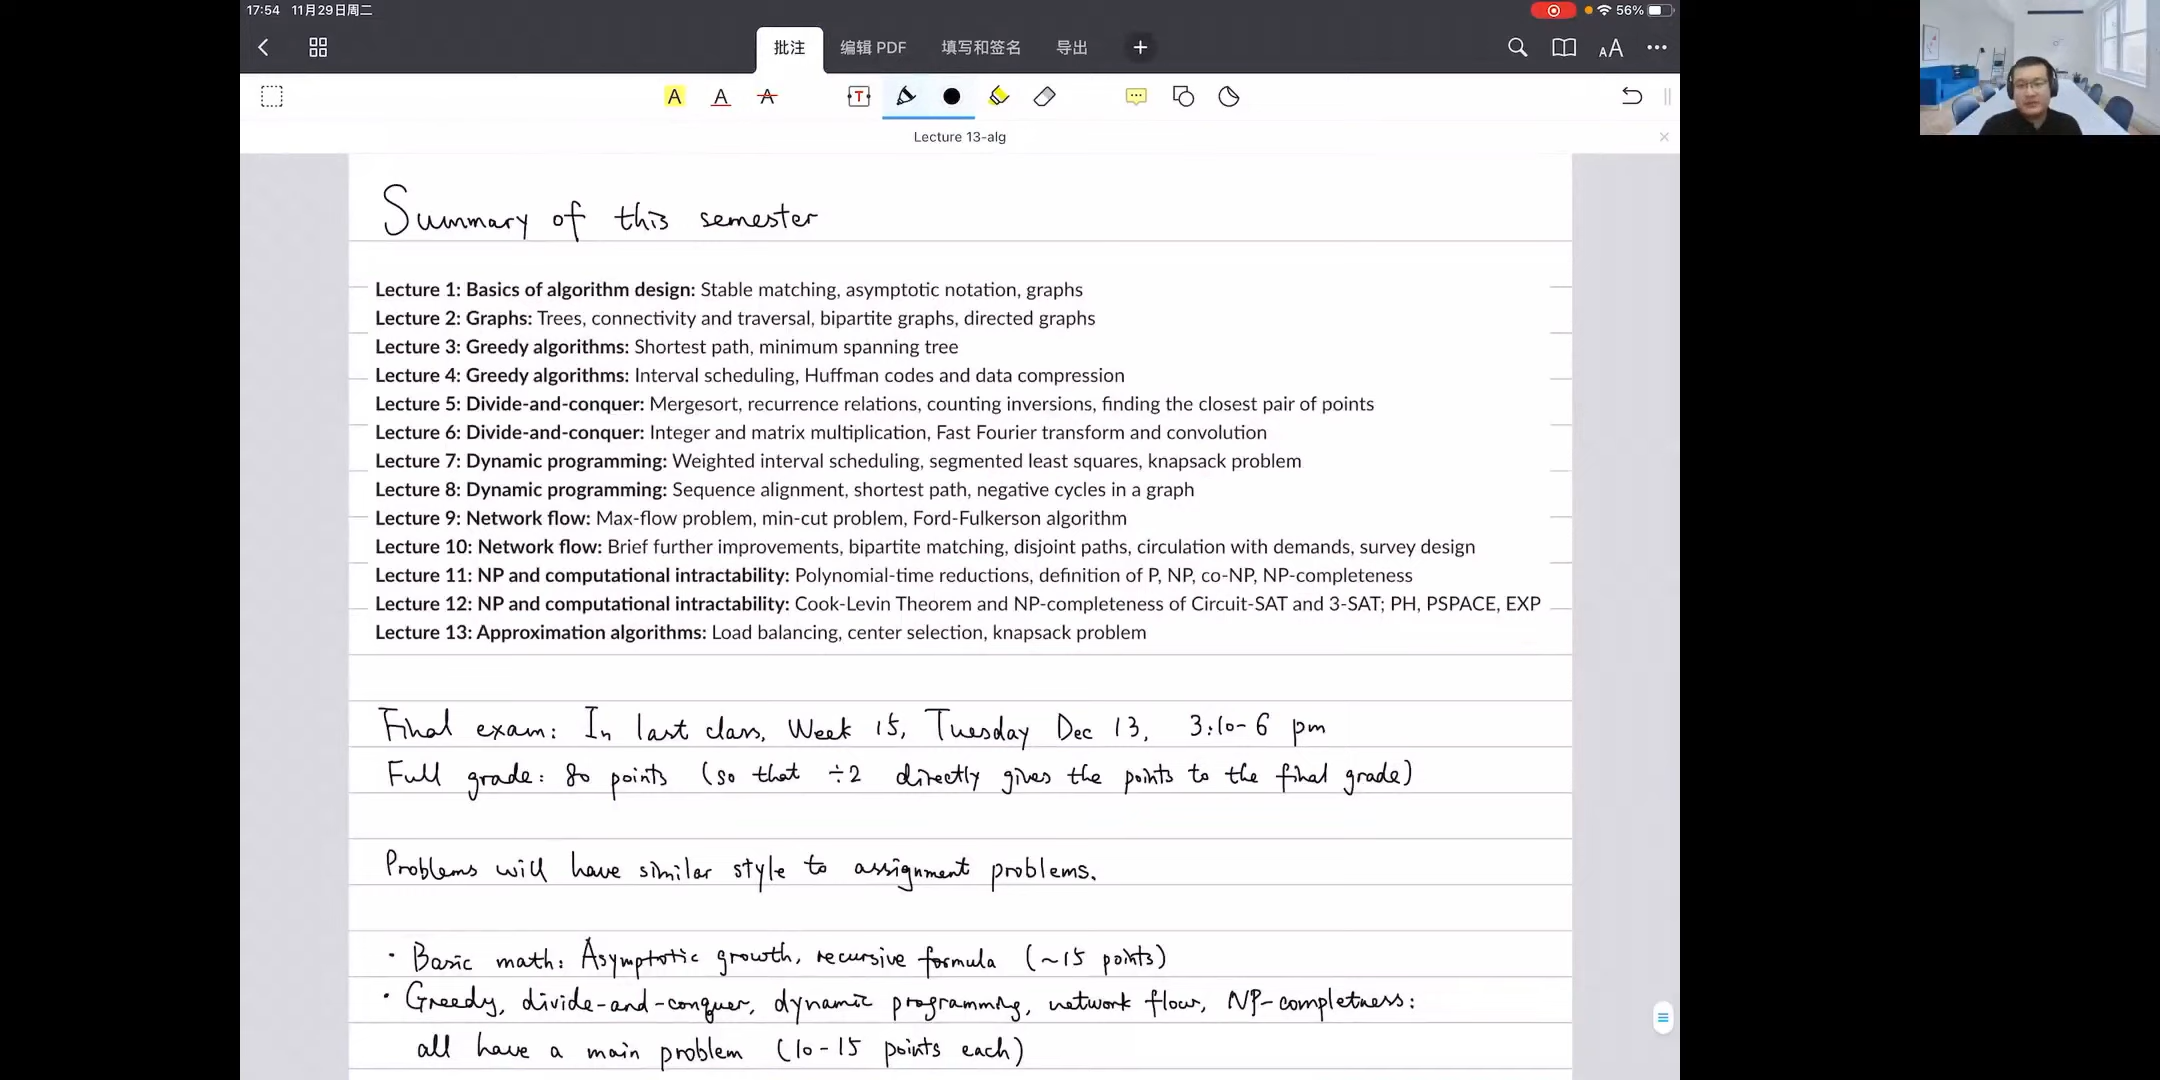 17:54 11月29日周二
56%
批注 编辑 PDF 填写和签名 导出
AA
A A A T
Lecture 13-alg
Summary of this semester
Lecture 1: Basics of algorithm design: Stable matching, asymptotic notation, graphs
Lecture 2: Graphs: Trees, connectivity and traversal, bipartite graphs, directed graphs
Lecture 3: Greedy algorithms: Shortest path, minimum spanning tree
Lecture 4: Greedy algorithms: Interval scheduling, Huffman codes and data compression
Lecture 5: Divide-and-conquer: Mergesort, recurrence relations, counting inversions, finding the closest pair of points
Lecture 6: Divide-and-conquer: Integer and matrix multiplication, Fast Fourier transform and convolution
Lecture 7: Dynamic programming: Weighted interval scheduling, segmented least squares, knapsack problem
Lecture 8: Dynamic programming: Sequence alignment, shortest path, negative cycles in a graph
Lecture 9: Network flow: Max-flow problem, min-cut problem, Ford-Fulkerson algorithm
Lecture 10: Network flow: Brief further improvements, bipartite matching, disjoint paths, circulation with demands, survey design
Lecture 11: NP and computational intractability: Polynomial-time reductions, definition of P, NP, co-NP, NP-completeness
Lecture 12: NP and computational intractability: Cook-Levin Theorem and NP-completeness of Circuit-SAT and 3-SAT; PH, PSPACE, EXP
Lecture 13: Approximation algorithms: Load balancing, center selection, knapsack problem
Final exam: In last class, Week 15, Tuesday Dec 13, 3:10-6 pm
Full grade: 80 points (so that ÷2 directly gives the points to the final grade)
Problems will have similar style to assignment problems.
· Basic math: Asymptotic growth, recursive formula (~15 points)
· Greedy, divide-and-conquer, dynamic programming, network flow, NP-completness:
all have a main problem (10-15 points each)